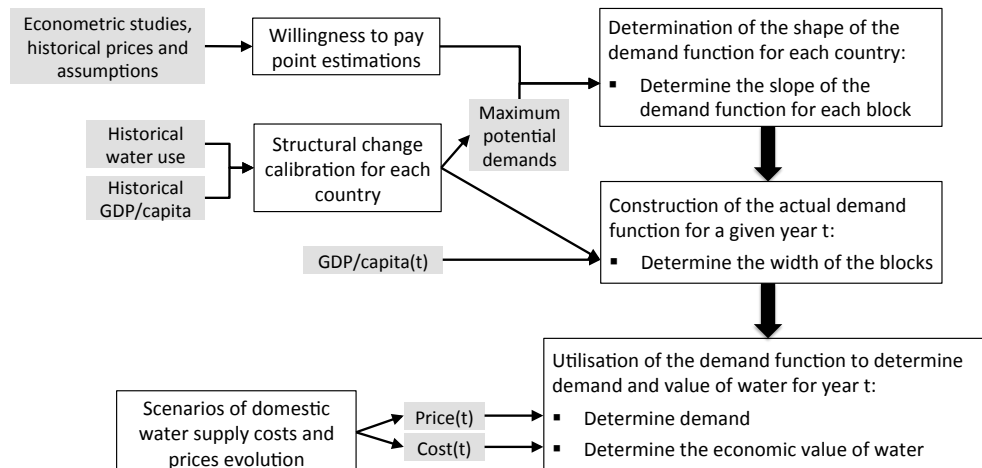 Econometric studies,
historical prices and
assumptions
Willingness to pay
point estimations
Determination of the shape of the
demand function for each country:
▪ Determine the slope of the
demand function for each block
Maximum
potential
demands
Historical
water use
Historical
GDP/capita
Structural change
calibration for each
country
Construction of the actual demand
function for a given year t:
▪ Determine the width of the blocks
GDP/capita(t)
Utilisation of the demand function to determine
demand and value of water for year t:
▪ Determine demand
▪ Determine the economic value of water
Scenarios of domestic
water supply costs and
prices evolution
Price(t)
Cost(t)